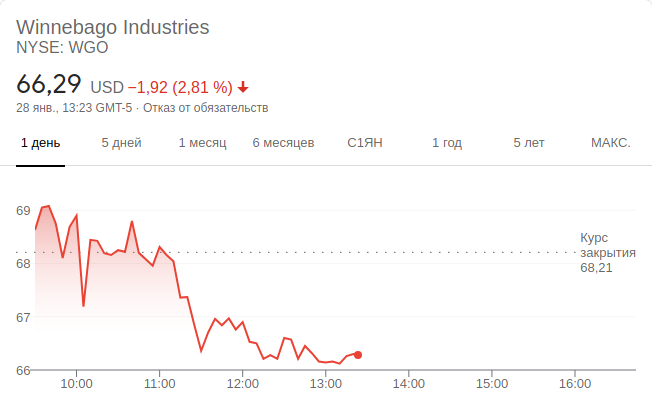 Winnebago Industries
NYSE: WGO
66,29 USD −1,92 (2,81 %)
28 янв., 13:23 GMT-5 · Отказ от обязательств
1 день 5 дней 1 месяц 6 месяцев С1ЯН 1 год 5 лет МАКС.
69
Курс
закрытия
68,21
68
67
66
10:00 11:00 12:00 13:00 14:00 15:00 16:00